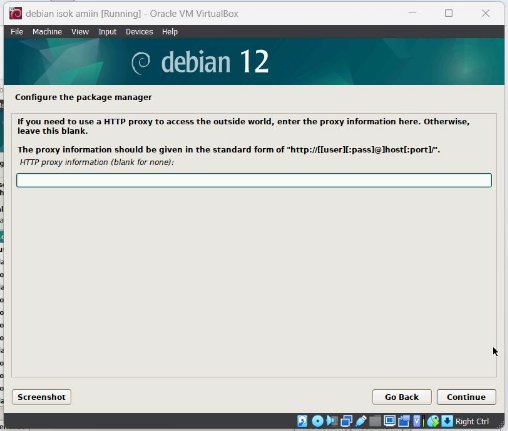 debian isok amiin [Running] - Oracle VM VirtualBox
File Machine View Input Devices Help
debian 12
Configure the package manager
If you need to use a HTTP proxy to access the outside world, enter the proxy information here. Otherwise,
leave this blank.
The proxy information should be given in the standard form of "http://[[user][:pass]@]host[:port]/".
HTTP proxy information (blank for none):
Screenshot
Go Back
Continue
Right Ctrl